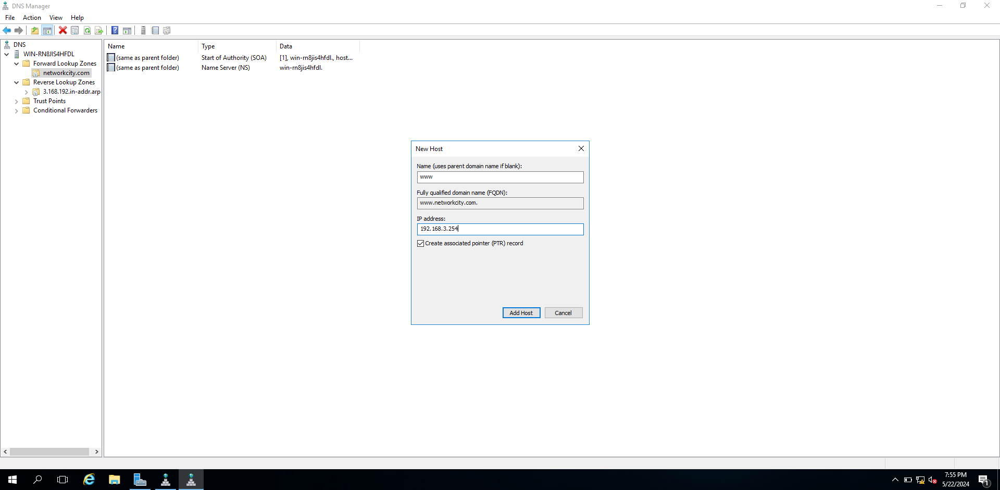 DNS Manager
File Action View Help
DNS
WIN-RN8JIS4HFDL
Forward Lookup Zones
networkcity.com
Reverse Lookup Zones
3.168.192.in-addr.arp
Trust Points
Conditional Forwarders
Name Type Data
(same as parent folder) Start of Authority (SOA) [1], win-rn8jis4hfdl., host...
(same as parent folder) Name Server (NS) win-rn8jis4hfdl.
New Host
Name (uses parent domain name if blank):
www
Fully qualified domain name (FQDN):
www.networkcity.com.
IP address:
192.168.3.254
Create associated pointer (PTR) record
Add Host Cancel
7:55 PM
5/22/2024
1